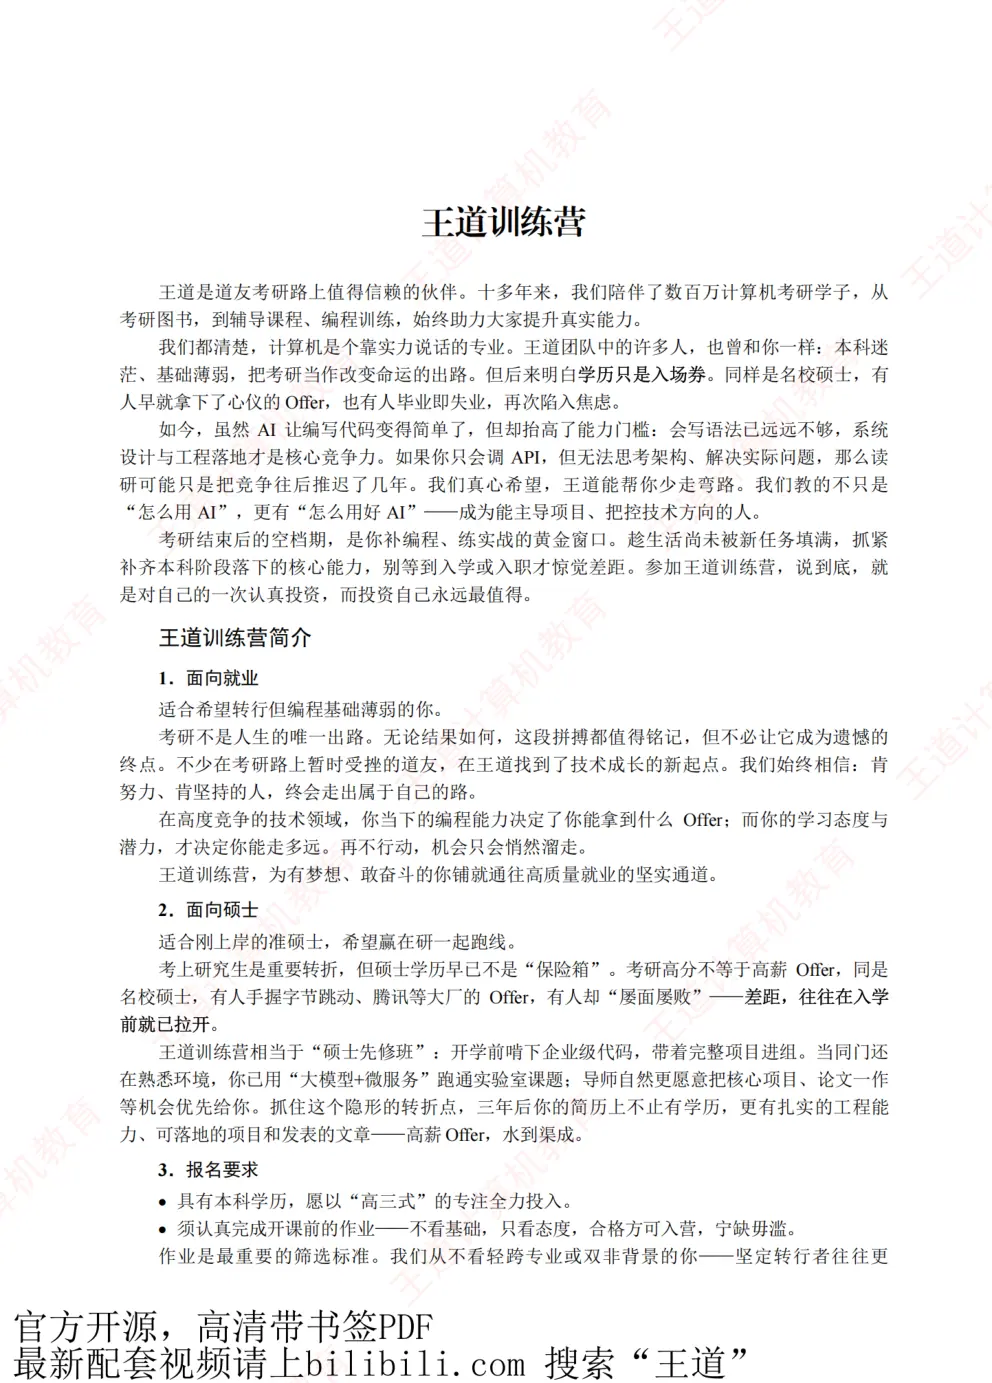 王道训练营
王道是道友考研路上值得信赖的伙伴。十多年来，我们陪伴了数百万计算机考研学子，从
考研图书，到辅导课程、编程训练，始终助力大家提升真实能力。
我们都清楚，计算机是个靠实力说话的专业。王道团队中的许多人，也曾和你一样：本科迷
茫、基础薄弱，把考研当作改变命运的出路。但后来明白学历只是入场券。同样是名校硕士，有
人早就拿下了心仪的 Offer，也有人毕业即失业，再次陷入焦虑。
如今，虽然 AI 让编写代码变得简单了，但却抬高了能力门槛：会写语法已远远不够，系统
设计与工程落地才是核心竞争力。如果你只会调 API，但无法思考架构、解决实际问题，那么读
研可能只是把竞争往后推迟了几年。我们真心希望，王道能帮你少走弯路。我们教的不只是
“怎么用 AI”，更有“怎么用好 AI”——成为能主导项目、把控技术方向的人。
考研结束后的空档期，是你补编程、练实战的黄金窗口。趁生活尚未被新任务填满，抓紧
补齐本科阶段落下的核心能力，别等到入学或入职才惊觉差距。参加王道训练营，说到底，就
是对自己的一次认真投资，而投资自己永远最值得。
王道训练营简介
1．面向就业
适合希望转行但编程基础薄弱的你。
考研不是人生的唯一出路。无论结果如何，这段拼搏都值得铭记，但不必让它成为遗憾的
终点。不少在考研路上暂时受挫的道友，在王道找到了技术成长的新起点。我们始终相信：肯
努力、肯坚持的人，终会走出属于自己的路。
在高度竞争的技术领域，你当下的编程能力决定了你能拿到什么 Offer；而你的学习态度与
潜力，才决定你能走多远。再不行动，机会只会悄然溜走。
王道训练营，为有梦想、敢奋斗的你铺就通往高质量就业的坚实通道。
2．面向硕士
适合刚上岸的准硕士，希望赢在研一起跑线。
考上研究生是重要转折，但硕士学历早已不是“保险箱”。考研高分不等于高薪 Offer，同是
名校硕士，有人手握字节跳动、腾讯等大厂的 Offer，有人却“屡面屡败”——差距，往往在入学
前就已拉开。
王道训练营相当于“硕士先修班”：开学前啃下企业级代码，带着完整项目进组。当同门还
在熟悉环境，你已用“大模型+微服务”跑通实验室课题；导师自然更愿意把核心项目、论文一作
等机会优先给你。抓住这个隐形的转折点，三年后你的简历上不止有学历，更有扎实的工程能
力、可落地的项目和发表的文章——高薪 Offer，水到渠成。
3．报名要求
• 具有本科学历，愿以“高三式”的专注全力投入。
• 须认真完成开课前的作业——不看基础，只看态度，合格方可入营，宁缺毋滥。
作业是最重要的筛选标准。我们从不看轻跨专业或双非背景的你——坚定转行者往往更
官方开源，高清带书签PDF
最新配套视频请上bilibili.com 搜索“王道”